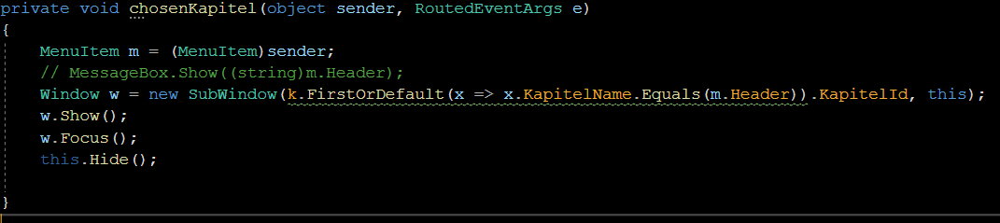 private void chosenKapitel(object sender, RoutedEventArgs e)
{
MenuItem m = (MenuItem)sender;
// MessageBox.Show((string)m.Header);
Window w = new SubWindow(k.FirstOrDefault(x => x.KapitelName.Equals(m.Header)).KapitelId, this);
w.Show();
w.Focus();
this.Hide();
}